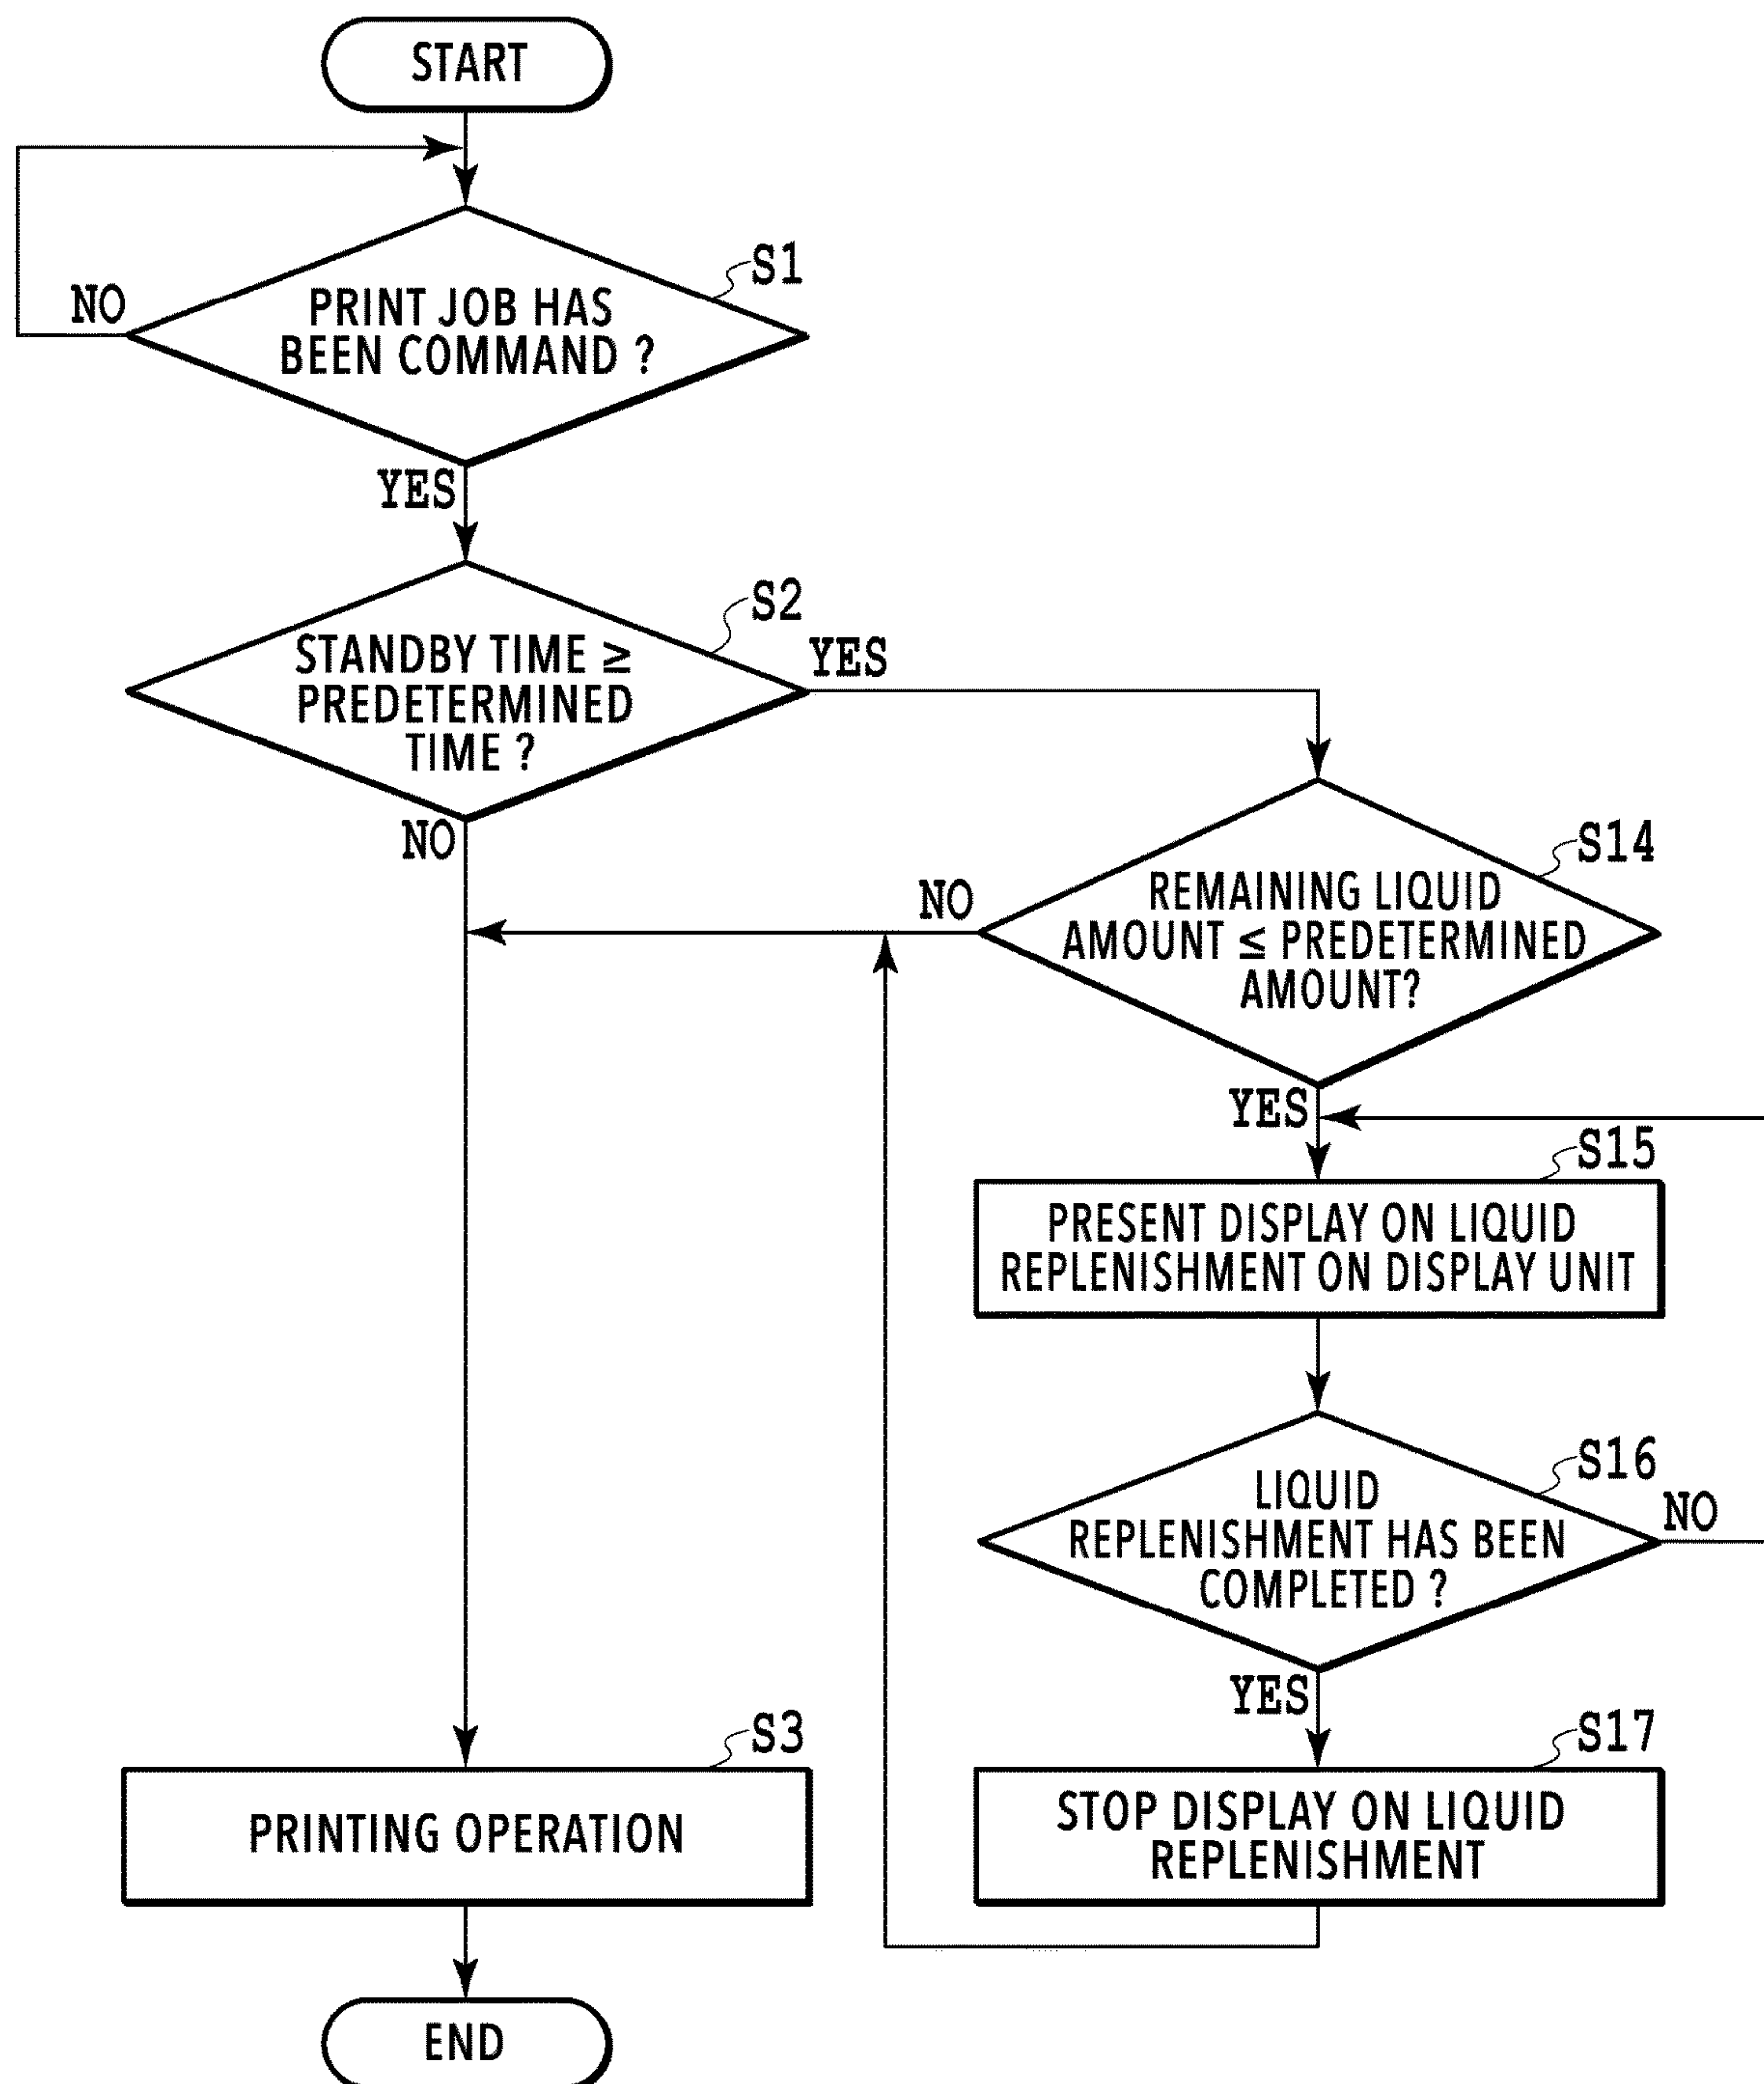 START
S1
NO
PRINT JOB HAS
BEEN COMMAND ?
YES
S2
YES
STANDBY TIME ≥
PREDETERMINED
TIME ?
NO
S14
NO
REMAINING LIQUID
AMOUNT ≤ PREDETERMINED
AMOUNT?
YES
S15
PRESENT DISPLAY ON LIQUID
REPLENISHMENT ON DISPLAY UNIT
S16
NO
LIQUID
REPLENISHMENT HAS BEEN
COMPLETED ?
YES
S3
S17
PRINTING OPERATION
STOP DISPLAY ON LIQUID
REPLENISHMENT
END